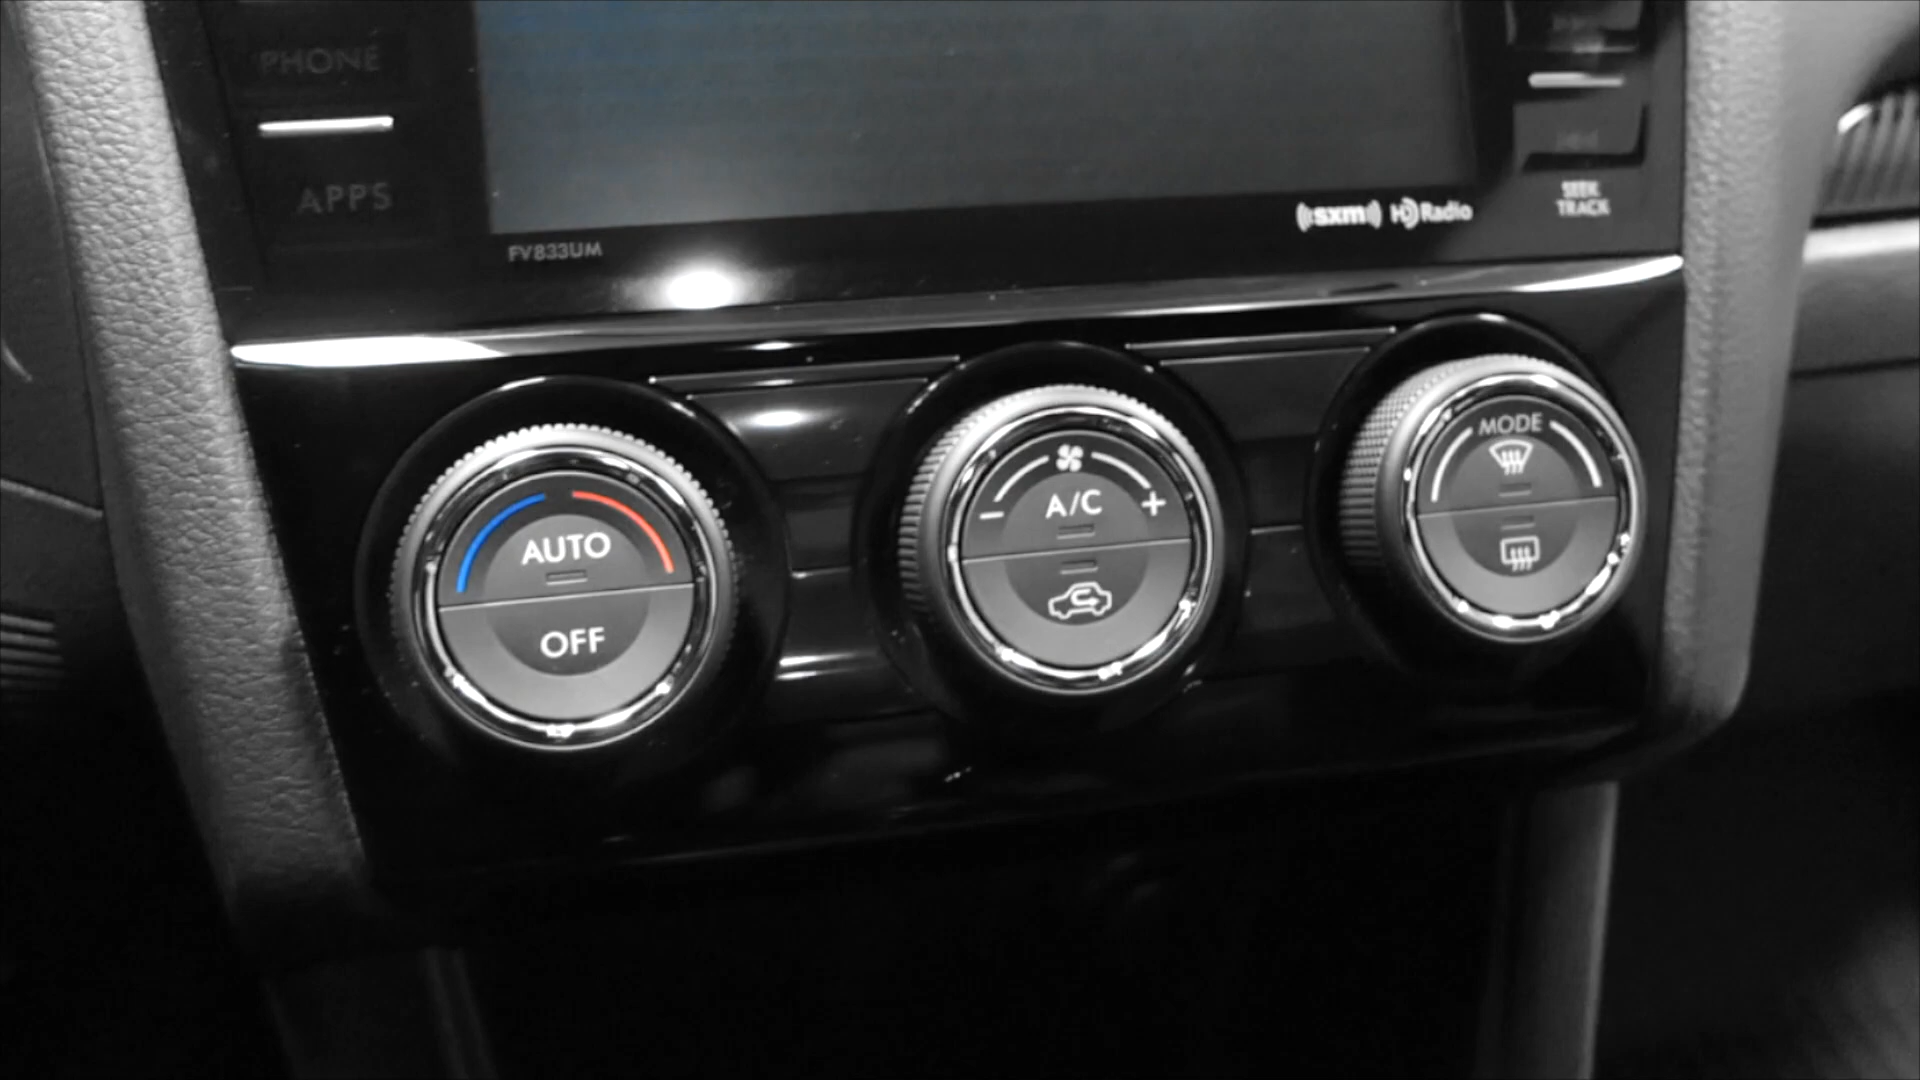 PHONE
APPS
FV833UM
sxm HD Radio
SEEK
TRACK
AUTO
OFF
A/C
- +
MODE